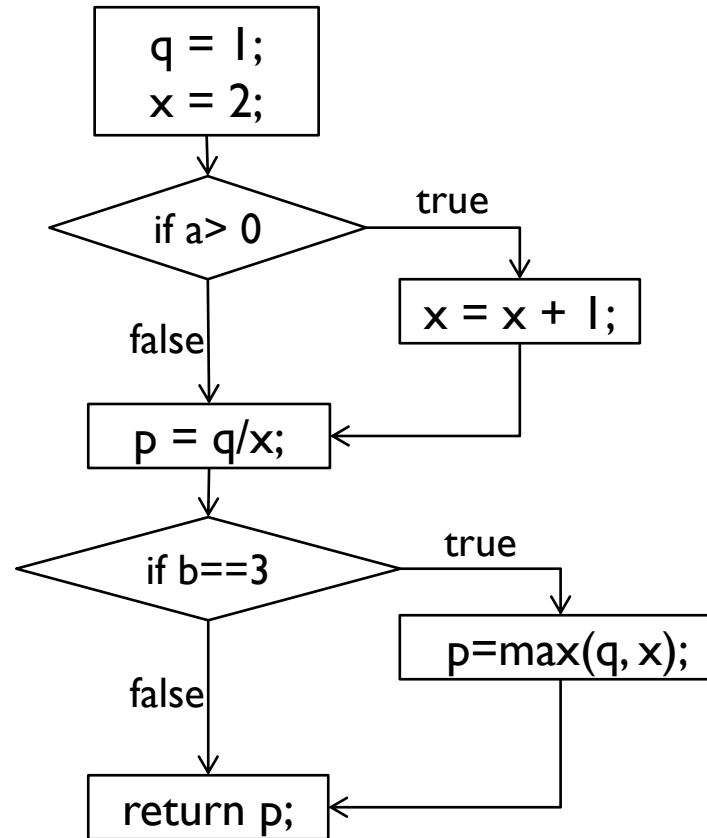 q = 1;
x = 2;
if a> 0
true
x = x + 1;
false
p = q/x;
if b==3
true
p=max(q, x);
false
return p;